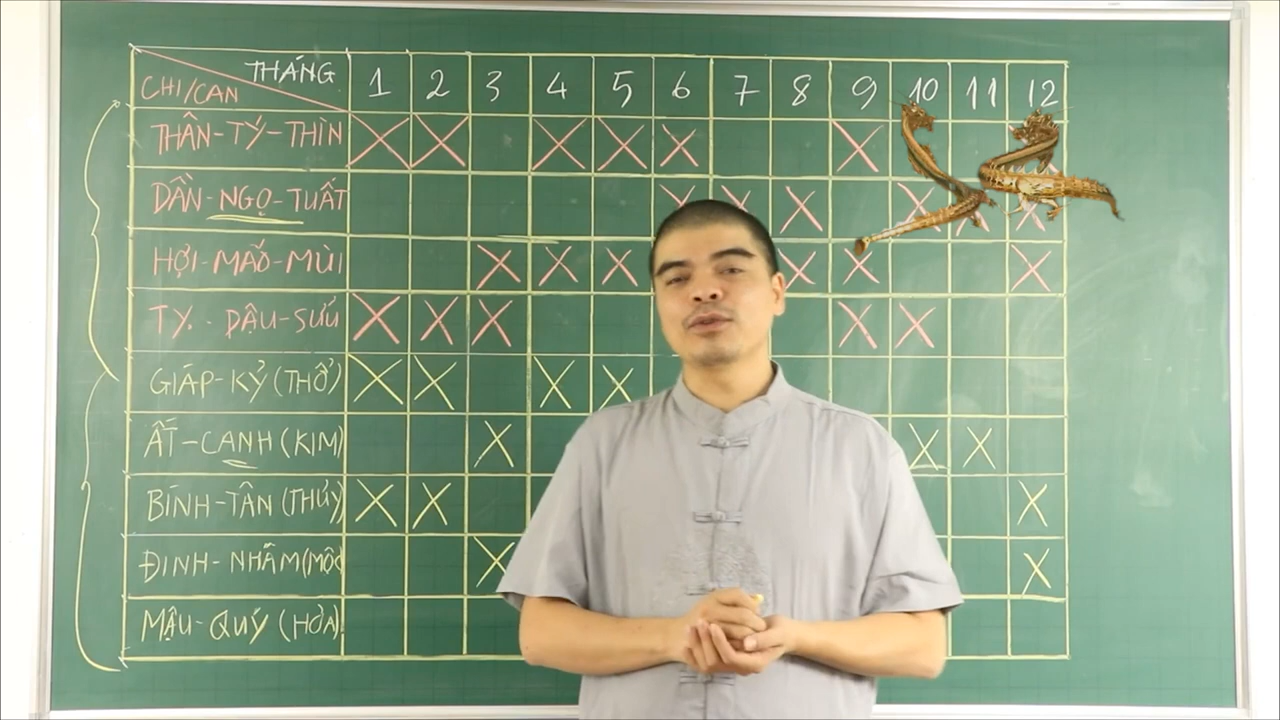 THÁNG 1 2 3 4 5 6 7 8 9 10 11 12
CHI/CAN
THÂN-TÝ-THÌN X X X X X X
DẦN-NGỌ-TUẤT X X X X X X
HỢI-MÃO-MÙI X X X X X X
TỴ-DẬU-SỬU X X X X X
GIÁP-KỶ(THỔ) X X X X
ẤT-CANH(KIM) X X X
BÍNH-TÂN(THỦY) X X X
ĐINH-NHÂM(MỘC X X
MẬU-QUÝ(HỎA)